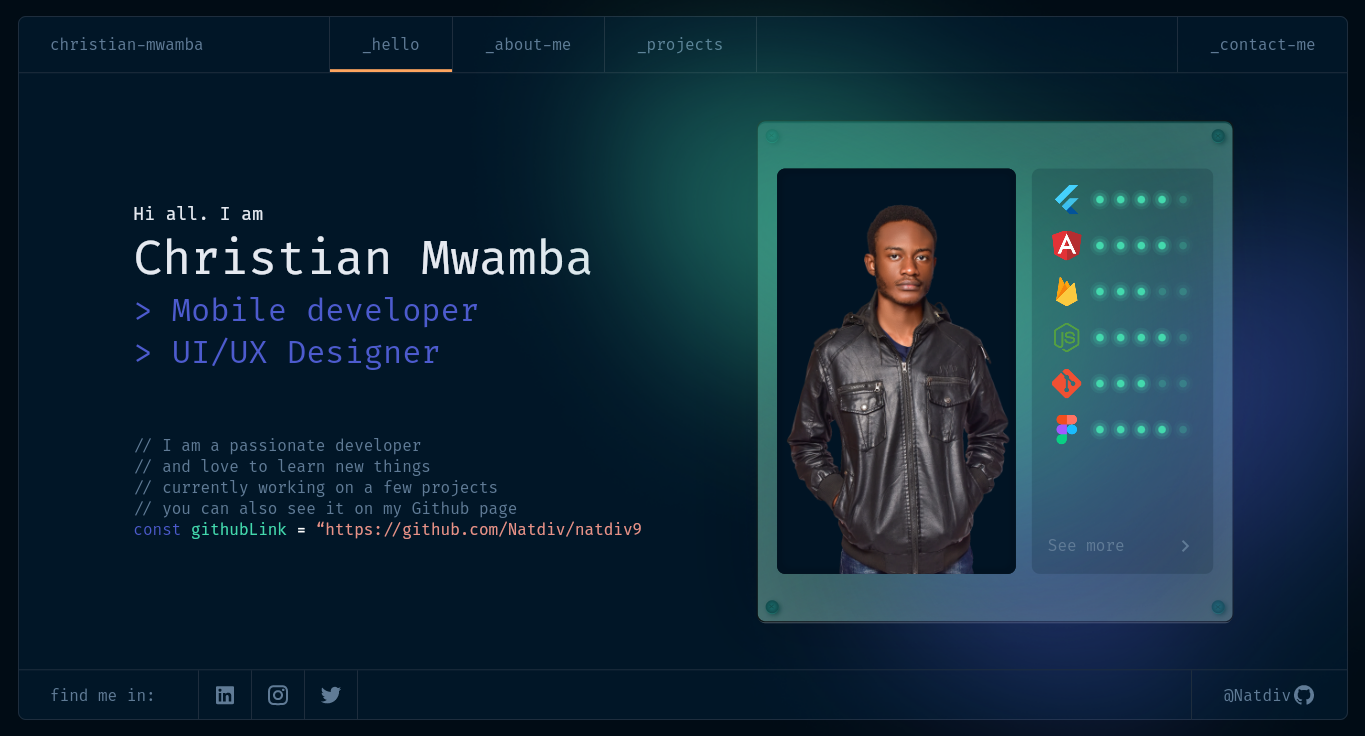 christian-mwamba
_hello
_about-me
_projects
_contact-me
Hi all. I am
Christian Mwamba
> Mobile developer
> UI/UX Designer
// I am a passionate developer
// and love to learn new things
// currently working on a few projects
// you can also see it on my Github page
const githubLink = “https://github.com/Natdiv/natdiv9
See more
find me in:
@Natdiv